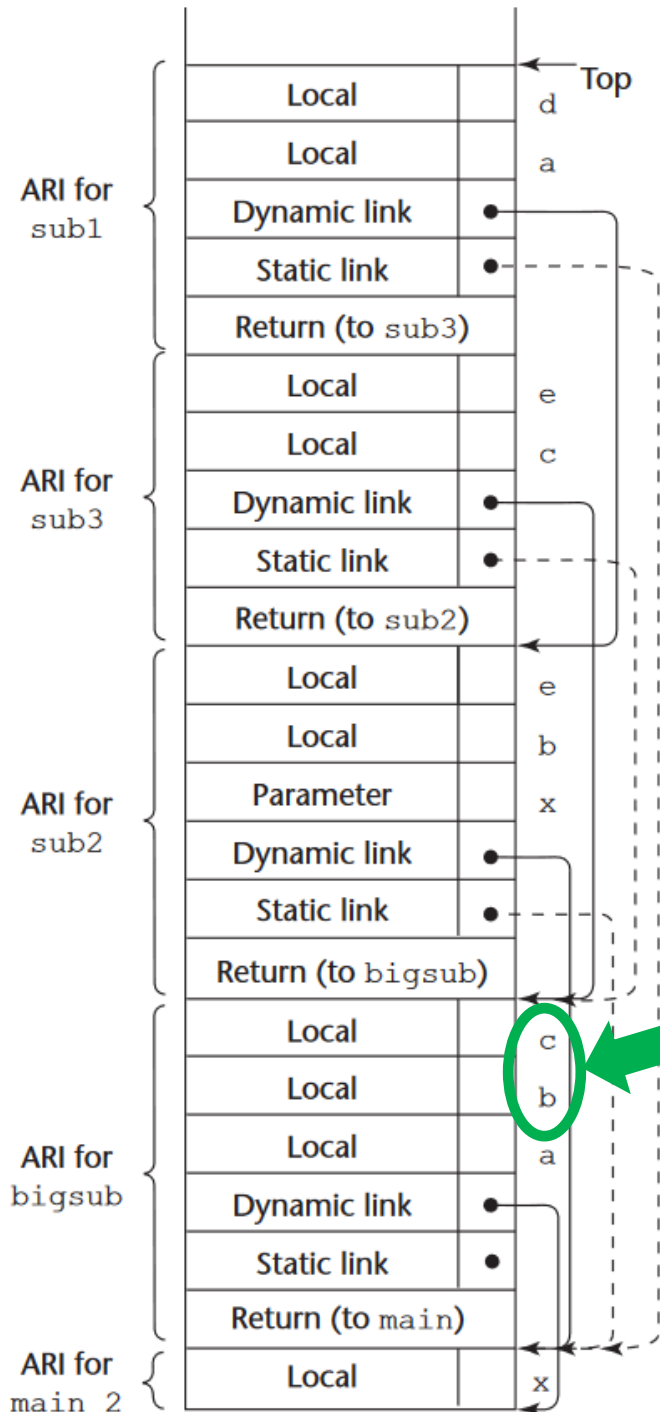 Top
Local d
Local a
ARI for
sub1
Dynamic link
Static link
Return (to sub3)
Local e
Local c
ARI for
sub3
Dynamic link
Static link
Return (to sub2)
Local e
Local b
Parameter x
ARI for
sub2
Dynamic link
Static link
Return (to bigsub)
Local c
Local b
Local a
ARI for
bigsub
Dynamic link
Static link
Return (to main)
ARI for
main_2
Local x